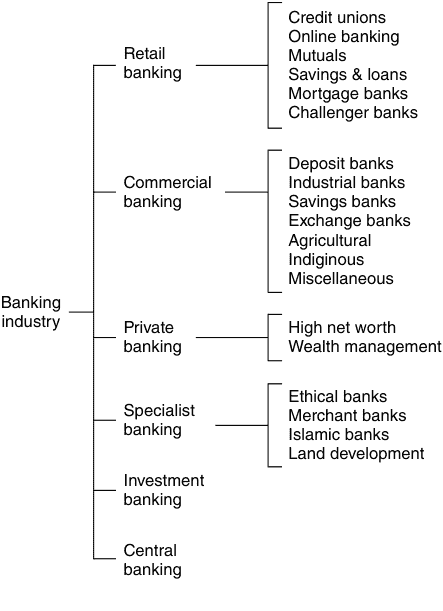 Banking
industry
Retail
banking
Credit unions
Online banking
Mutuals
Savings & loans
Mortgage banks
Challenger banks
Commercial
banking
Deposit banks
Industrial banks
Savings banks
Exchange banks
Agricultural
Indiginous
Miscellaneous
Private
banking
High net worth
Wealth management
Specialist
banking
Ethical banks
Merchant banks
Islamic banks
Land development
Investment
banking
Central
banking